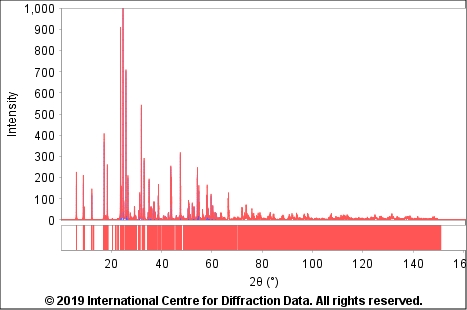 1,000
900
800
700
600
500
400
300
200
100
0
Intensity
20 40 60 80 100 120 140 16
2θ (°)
© 2019 International Centre for Diffraction Data. All rights reserved.